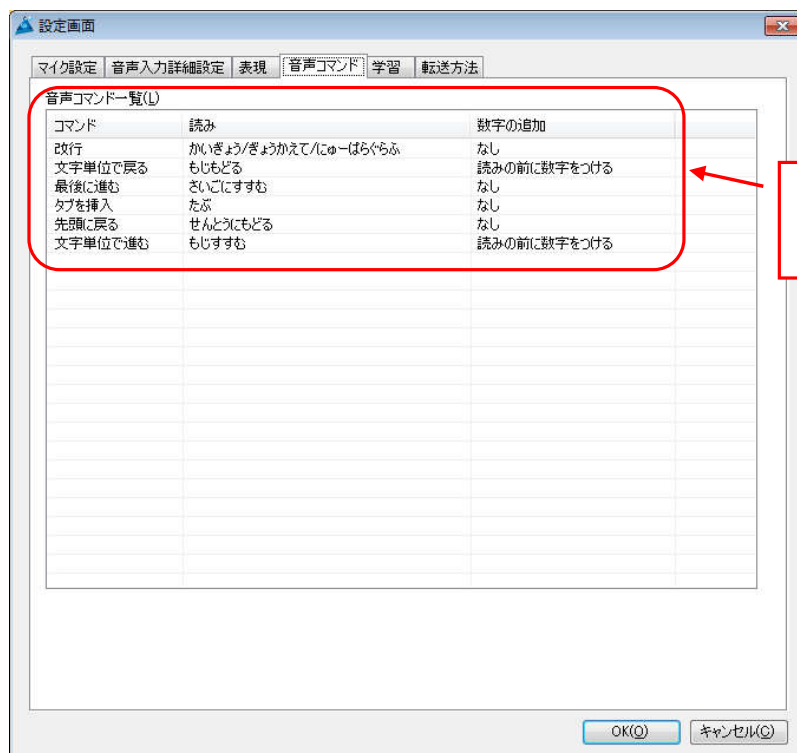 設定画面
マイク設定 音声入力詳細設定 表現 音声コマンド 学習 転送方法
音声コマンド一覧(L)
コマンド 読み 数字の追加
改行 かいぎょう/ぎょうかえて/にゅーぱらぐらふ なし
文字単位で戻る もじもどる 読みの前に数字をつける
最後に進む さいごにすすむ なし
タブを挿入 たぶ なし
先頭に戻る せんとうにもどる なし
文字単位で進む もじすすむ 読みの前に数字をつける
OK(O) キャンセル(C)